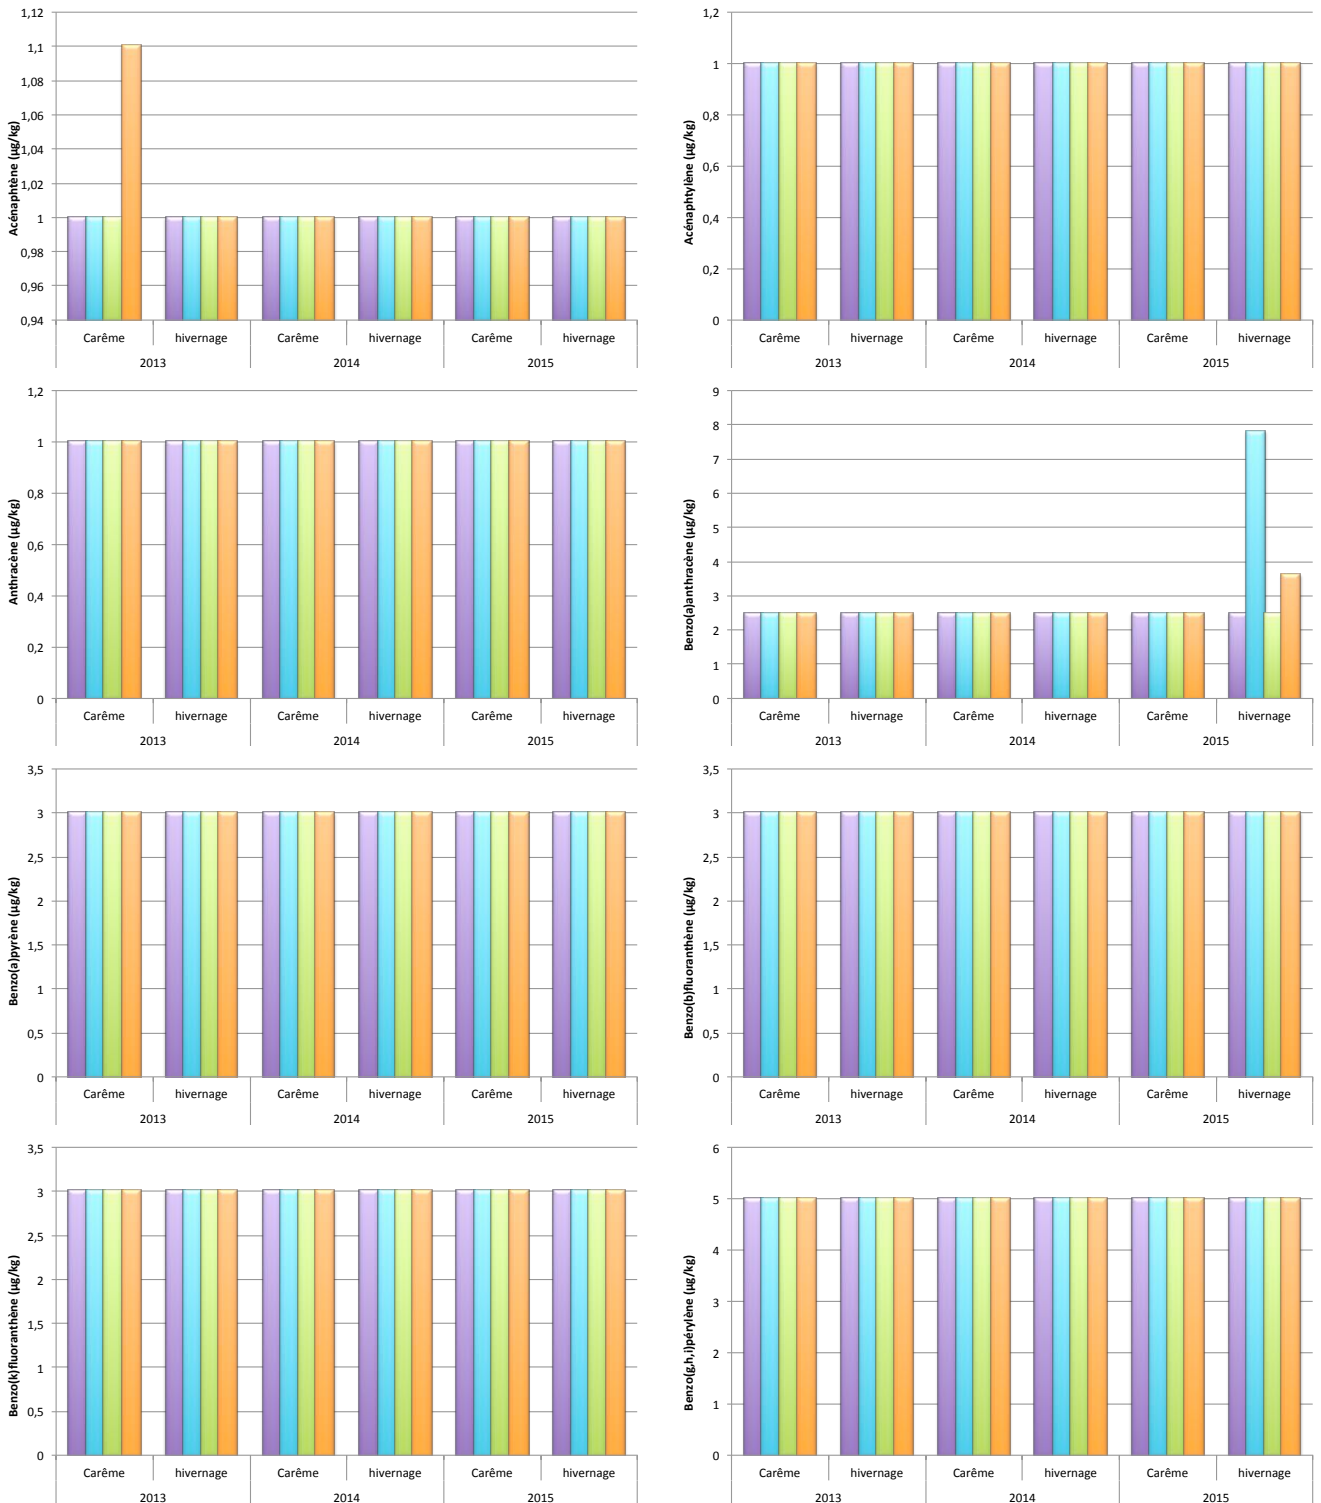 Acénaphtène (µg/kg)
1,12
1,1
1,08
1,06
1,04
1,02
1
0,98
0,96
0,94
Carême hivernage Carême hivernage Carême hivernage
2013 2014 2015
Acénaphtylène (µg/kg)
1,2
1
0,8
0,6
0,4
0,2
0
Carême hivernage Carême hivernage Carême hivernage
2013 2014 2015
Anthracène (µg/kg)
1,2
1
0,8
0,6
0,4
0,2
0
Carême hivernage Carême hivernage Carême hivernage
2013 2014 2015
Benzo(a)anthracène (µg/kg)
9
8
7
6
5
4
3
2
1
0
Carême hivernage Carême hivernage Carême hivernage
2013 2014 2015
Benzo(a)pyrène (µg/kg)
3,5
3
2,5
2
1,5
1
0,5
0
Carême hivernage Carême hivernage Carême hivernage
2013 2014 2015
Benzo(b)fluoranthène (µg/kg)
3,5
3
2,5
2
1,5
1
0,5
0
Carême hivernage Carême hivernage Carême hivernage
2013 2014 2015
Benzo(k)fluoranthène (µg/kg)
3,5
3
2,5
2
1,5
1
0,5
0
Carême hivernage Carême hivernage Carême hivernage
2013 2014 2015
Benzo(g,h,i)pérylène (µg/kg)
6
5
4
3
2
1
0
Carême hivernage Carême hivernage Carême hivernage
2013 2014 2015